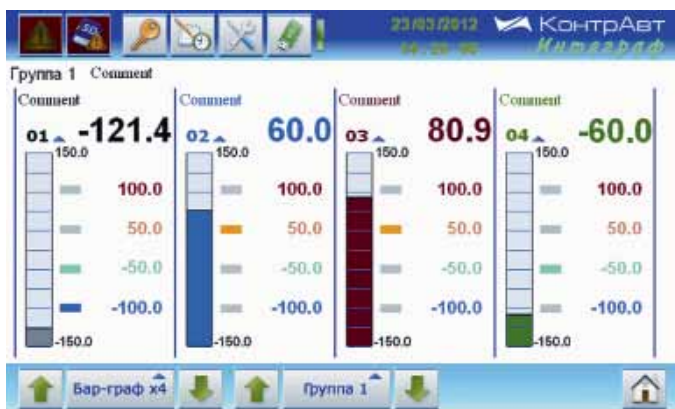 SD
23/03/2012 КонтрАвт
Интеграф
Группа 1 Comment
Comment Comment Comment Comment
01 -121.4 02 60.0 03 80.9 04 -60.0
150.0 150.0 150.0 150.0
100.0 100.0 100.0 100.0
50.0 50.0 50.0 50.0
-50.0 -50.0 -50.0 -50.0
-100.0 -100.0 -100.0 -100.0
-150.0 -150.0 -150.0 -150.0
Бар-граф x4 Группа 1